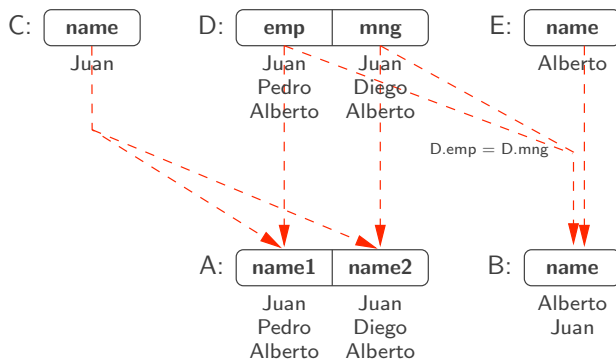 C: name D: emp mng E: name
Juan Juan Juan Alberto
Pedro Diego
Alberto Alberto
D.emp = D.mng
A: name1 name2 B: name
Juan Juan Alberto
Pedro Diego Juan
Alberto Alberto